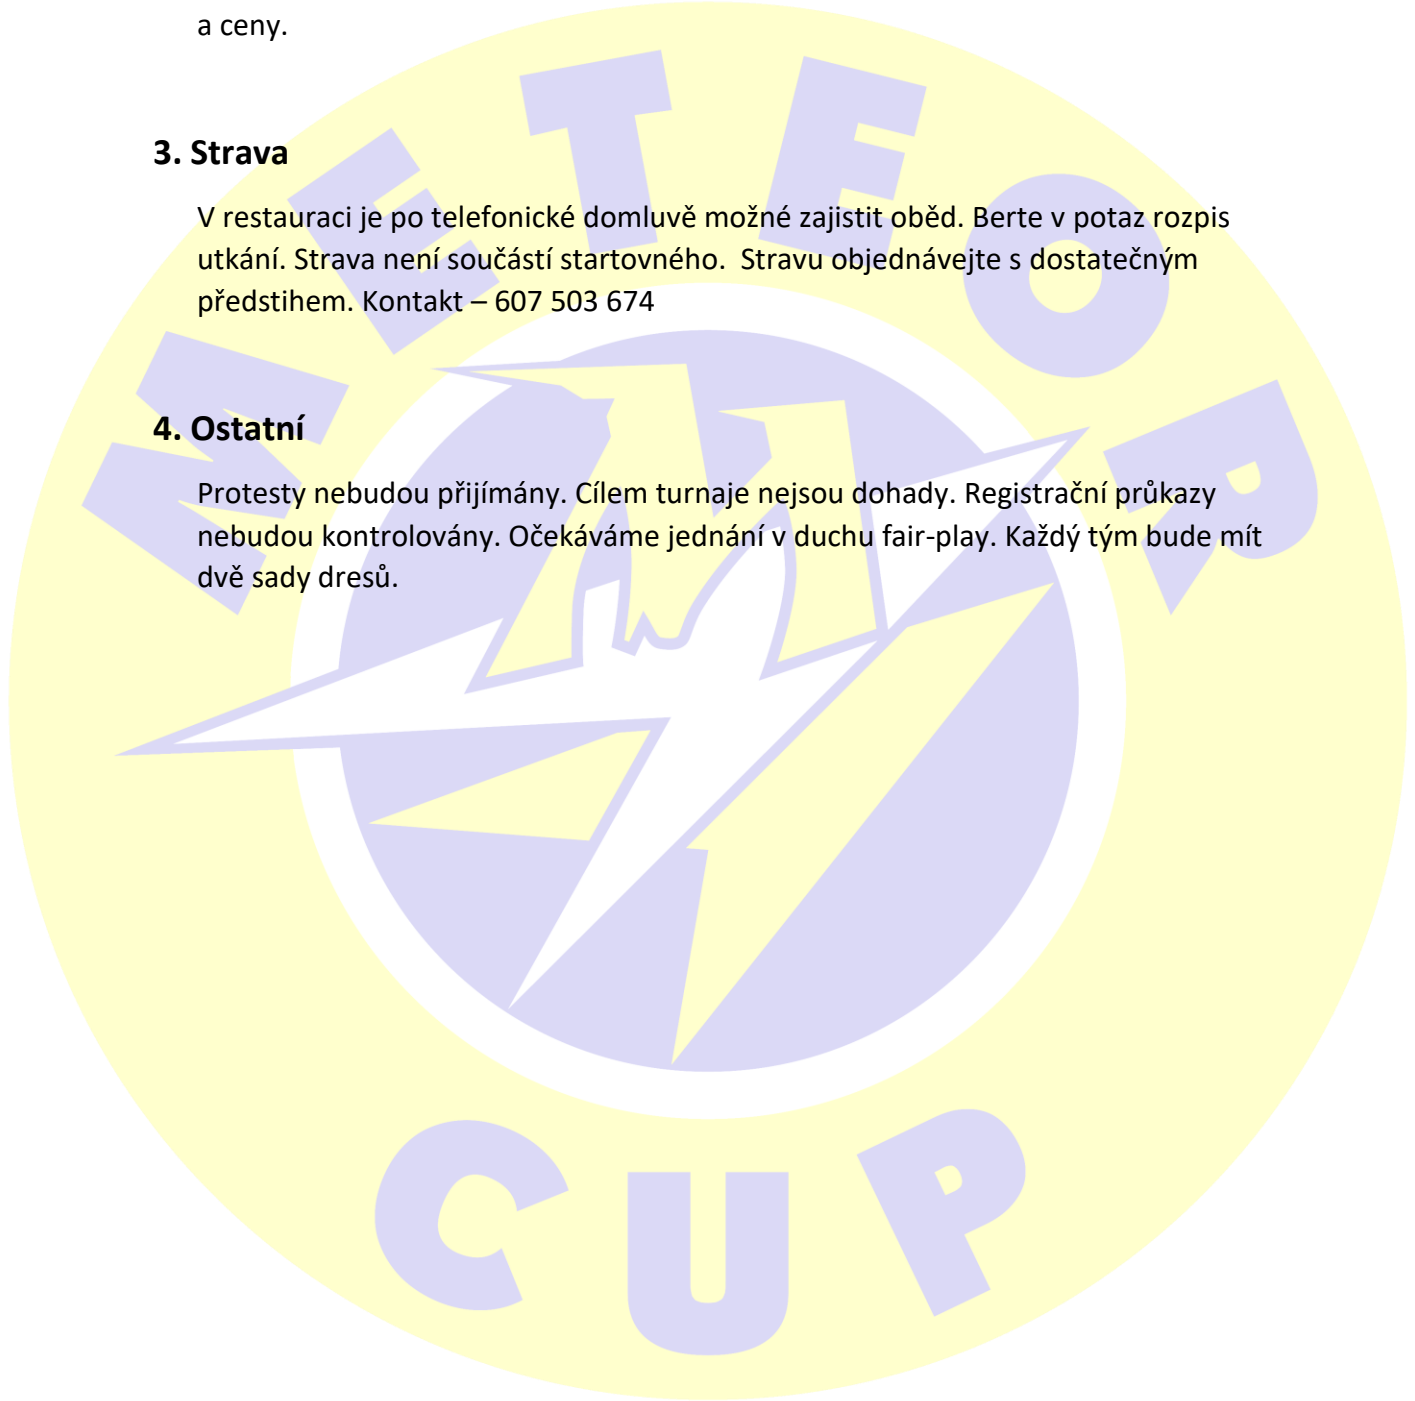 a ceny.
3. Strava
V restauraci je po telefonické domluvě možné zajistit oběd. Berte v potaz rozpis
utkání. Strava není součástí startovného.  Stravu objednávejte s dostatečným
předstihem. Kontakt – 607 503 674
4. Ostatní
Protesty nebudou přijímány. Cílem turnaje nejsou dohady. Registrační průkazy
nebudou kontrolovány. Očekáváme jednání v duchu fair-play. Každý tým bude mít
dvě sady dresů.
METEOR
CUP